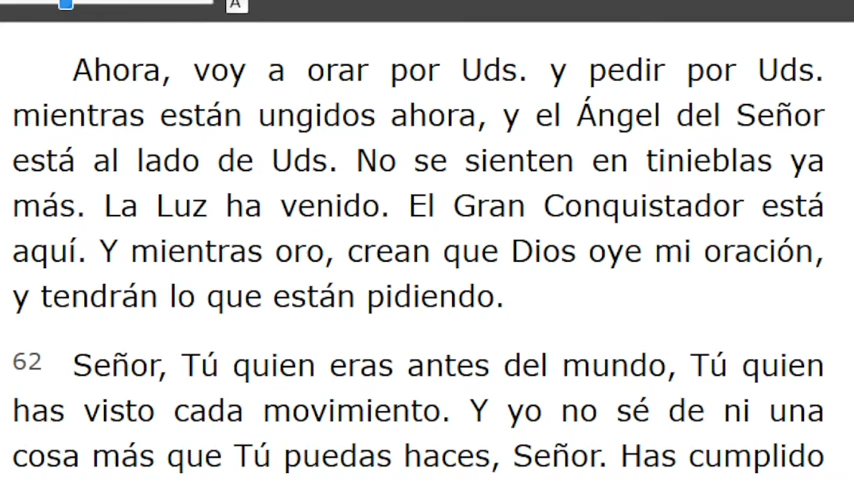 A
Ahora, voy a orar por Uds. y pedir por Uds.
mientras están ungidos ahora, y el Ángel del Señor
está al lado de Uds. No se sienten en tinieblas ya
más. La Luz ha venido. El Gran Conquistador está
aquí. Y mientras oro, crean que Dios oye mi oración,
y tendrán lo que están pidiendo.
62 Señor, Tú quien eras antes del mundo, Tú quien
has visto cada movimiento. Y yo no sé de ni una
cosa más que Tú puedas haces, Señor. Has cumplido